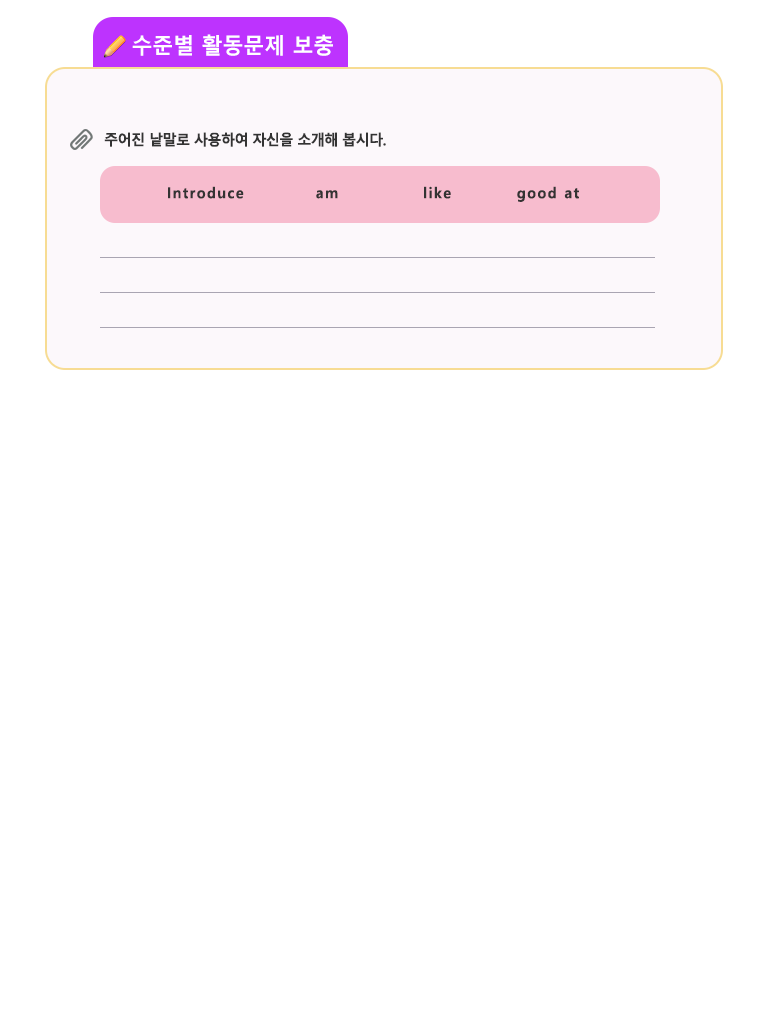 수준별 활동문제 보충
주어진 낱말로 사용하여 자신을 소개해 봅시다.
Introduce am like good at